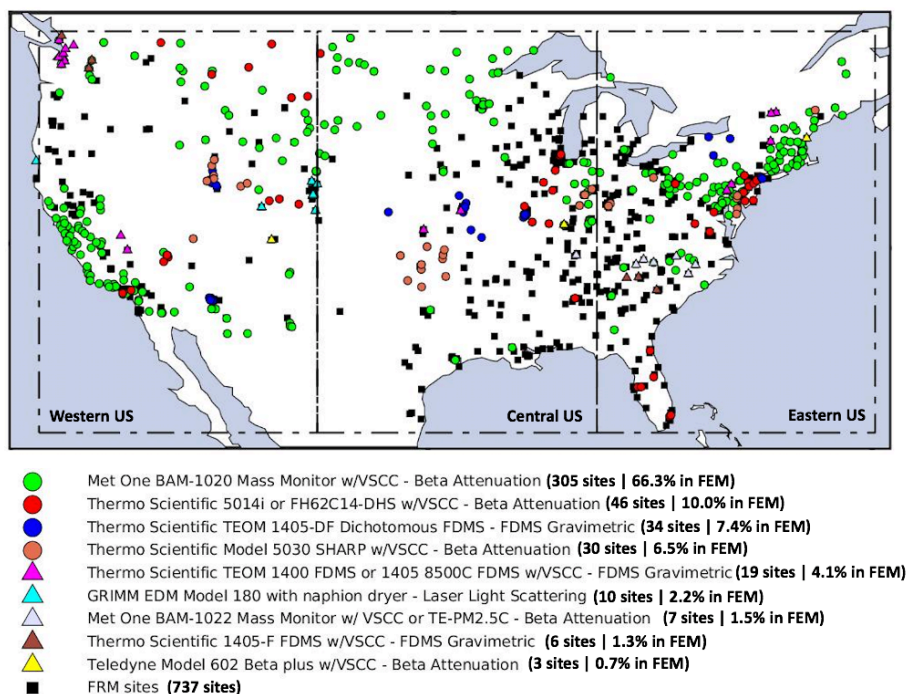 Western US
Central US
Eastern US
Met One BAM-1020 Mass Monitor w/VSCC - Beta Attenuation (305 sites | 66.3% in FEM)
Thermo Scientific 5014i or FH62C14-DHS w/VSCC - Beta Attenuation (46 sites | 10.0% in FEM)
Thermo Scientific TEOM 1405-DF Dichotomous FDMS - FDMS Gravimetric (34 sites | 7.4% in FEM)
Thermo Scientific Model 5030 SHARP w/VSCC - Beta Attenuation (30 sites | 6.5% in FEM)
Thermo Scientific TEOM 1400 FDMS or 1405 8500C FDMS w/VSCC - FDMS Gravimetric (19 sites | 4.1% in FEM)
GRIMM EDM Model 180 with naphion dryer - Laser Light Scattering (10 sites | 2.2% in FEM)
Met One BAM-1022 Mass Monitor w/ VSCC or TE-PM2.5C - Beta Attenuation (7 sites | 1.5% in FEM)
Thermo Scientific 1405-F FDMS w/VSCC - FDMS Gravimetric (6 sites | 1.3% in FEM)
Teledyne Model 602 Beta plus w/VSCC - Beta Attenuation (3 sites | 0.7% in FEM)
FRM sites (737 sites)